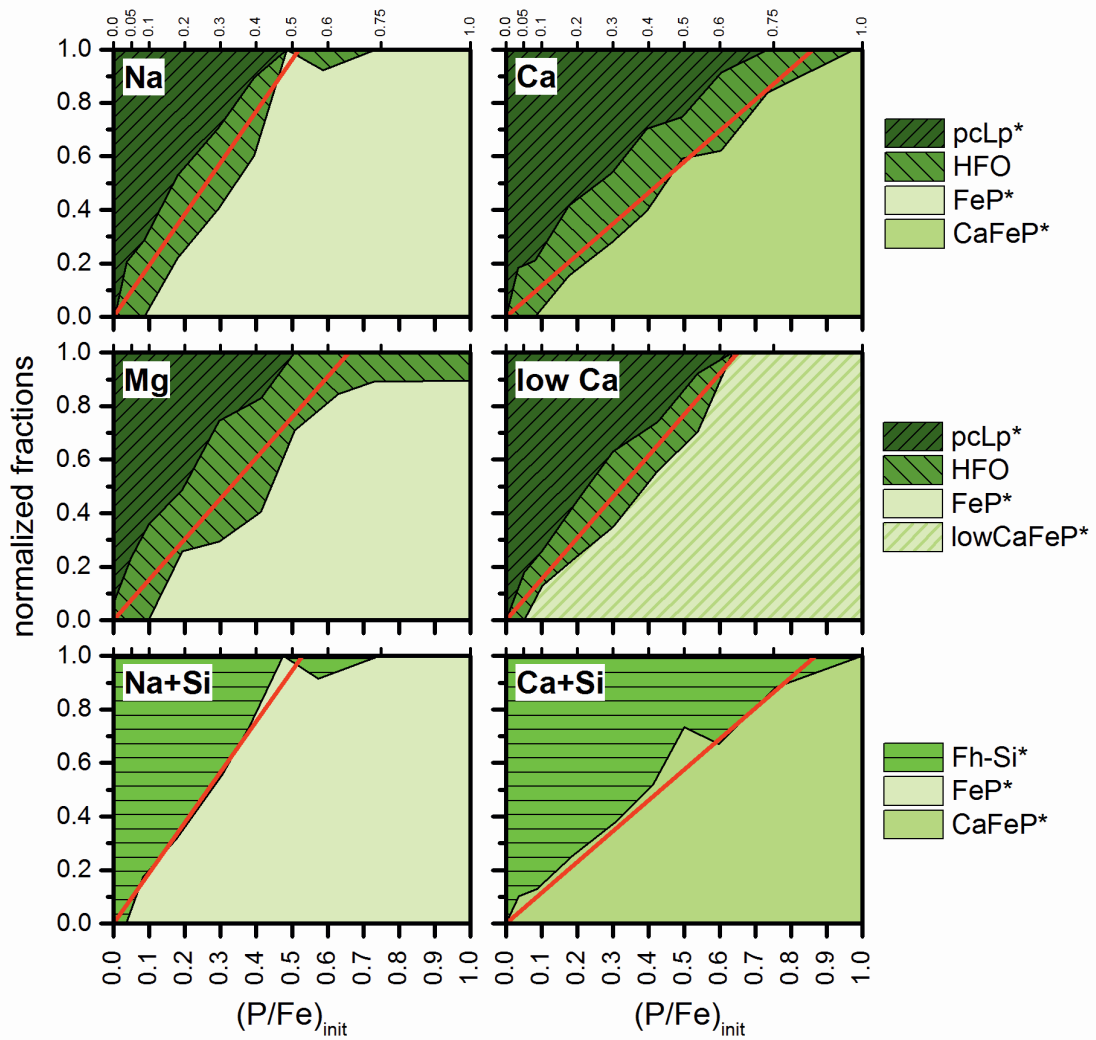 0.0 0.05 0.1 0.2 0.3 0.4 0.5 0.6 0.75 1.0
0.0 0.05 0.1 0.2 0.3 0.4 0.5 0.6 0.75 1.0
1.0
0.8
0.6
0.4
0.2
0.0
Na
Ca
pcLp*
HFO
FeP*
CaFeP*
normalized fractions
1.0
0.8
0.6
0.4
0.2
0.0
Mg
low Ca
pcLp*
HFO
FeP*
lowCaFeP*
1.0
0.8
0.6
0.4
0.2
0.0
Na+Si
Ca+Si
Fh-Si*
FeP*
CaFeP*
0.0 0.1 0.2 0.3 0.4 0.5 0.6 0.7 0.8 0.9 1.0
0.0 0.1 0.2 0.3 0.4 0.5 0.6 0.7 0.8 0.9 1.0
(P/Fe)init
(P/Fe)init